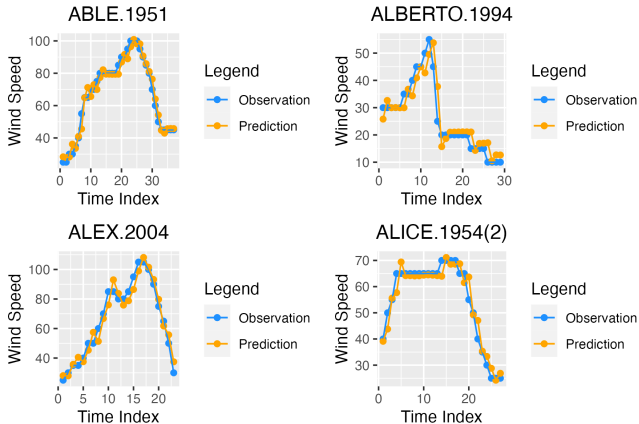 ABLE.1951
100
80
60
40
Wind Speed
10
20
30
Time Index
Legend
Observation
Prediction
ALBERTO.1994
50
40
30
20
10
Wind Speed
0
10
20
30
Time Index
Legend
Observation
Prediction
ALEX.2004
100
80
60
40
Wind Speed
0
5
10
15
20
Time Index
Legend
Observation
Prediction
ALICE.1954(2)
70
60
50
40
30
Wind Speed
0
10
20
Time Index
Legend
Observation
Prediction